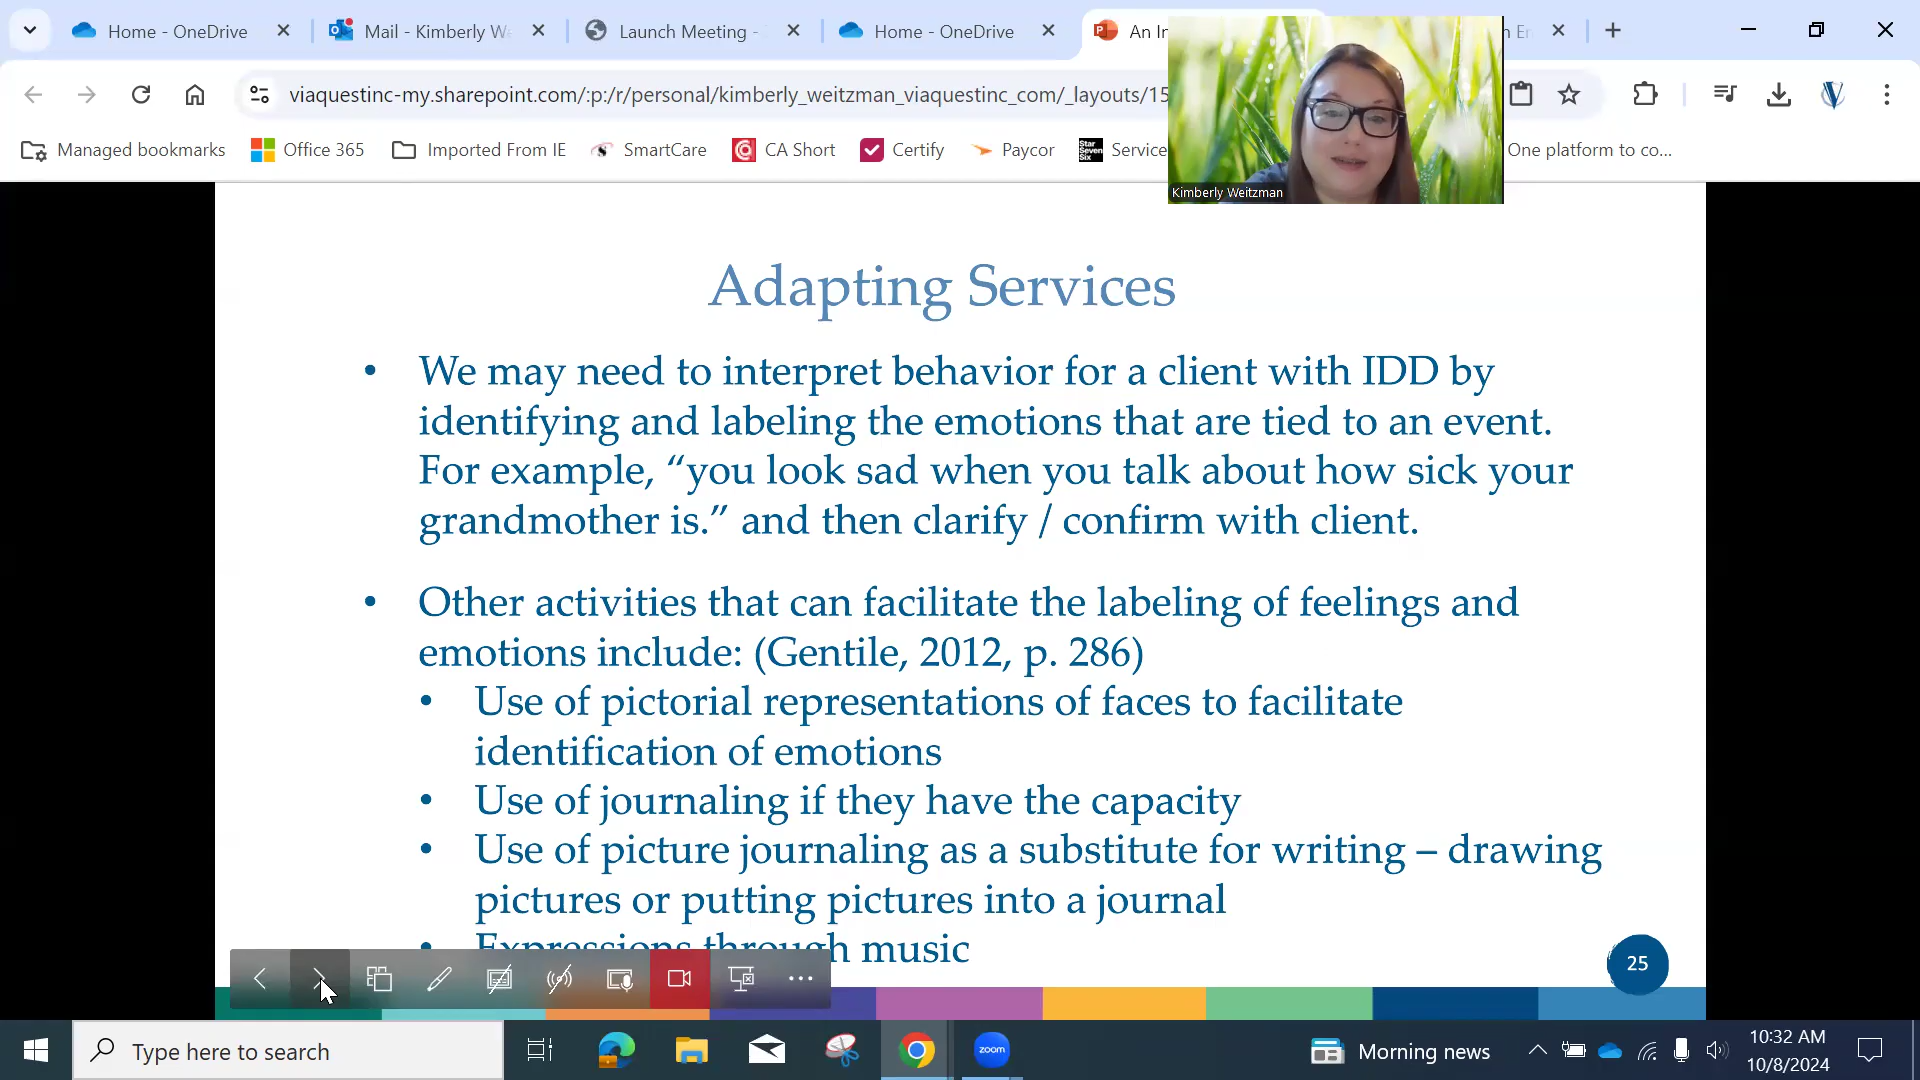 Home - OneDrive
Mail - Kimberly W
Launch Meeting -
Home - OneDrive
An In
viaquestinc-my.sharepoint.com/:p:/r/personal/kimberly_weitzman_viaquestinc_com/_layouts/15
Managed bookmarks
Office 365
Imported From IE
SmartCare
CA Short
Certify
Paycor
Star Seven Six
Service
One platform to co...
Kimberly Weitzman
Adapting Services
• We may need to interpret behavior for a client with IDD by
identifying and labeling the emotions that are tied to an event.
For example, “you look sad when you talk about how sick your
grandmother is.” and then clarify / confirm with client.
• Other activities that can facilitate the labeling of feelings and
emotions include: (Gentile, 2012, p. 286)
• Use of pictorial representations of faces to facilitate
identification of emotions
• Use of journaling if they have the capacity
• Use of picture journaling as a substitute for writing – drawing
pictures or putting pictures into a journal
• Expressions through music
25
Type here to search
zoom
Morning news
10:32 AM
10/8/2024